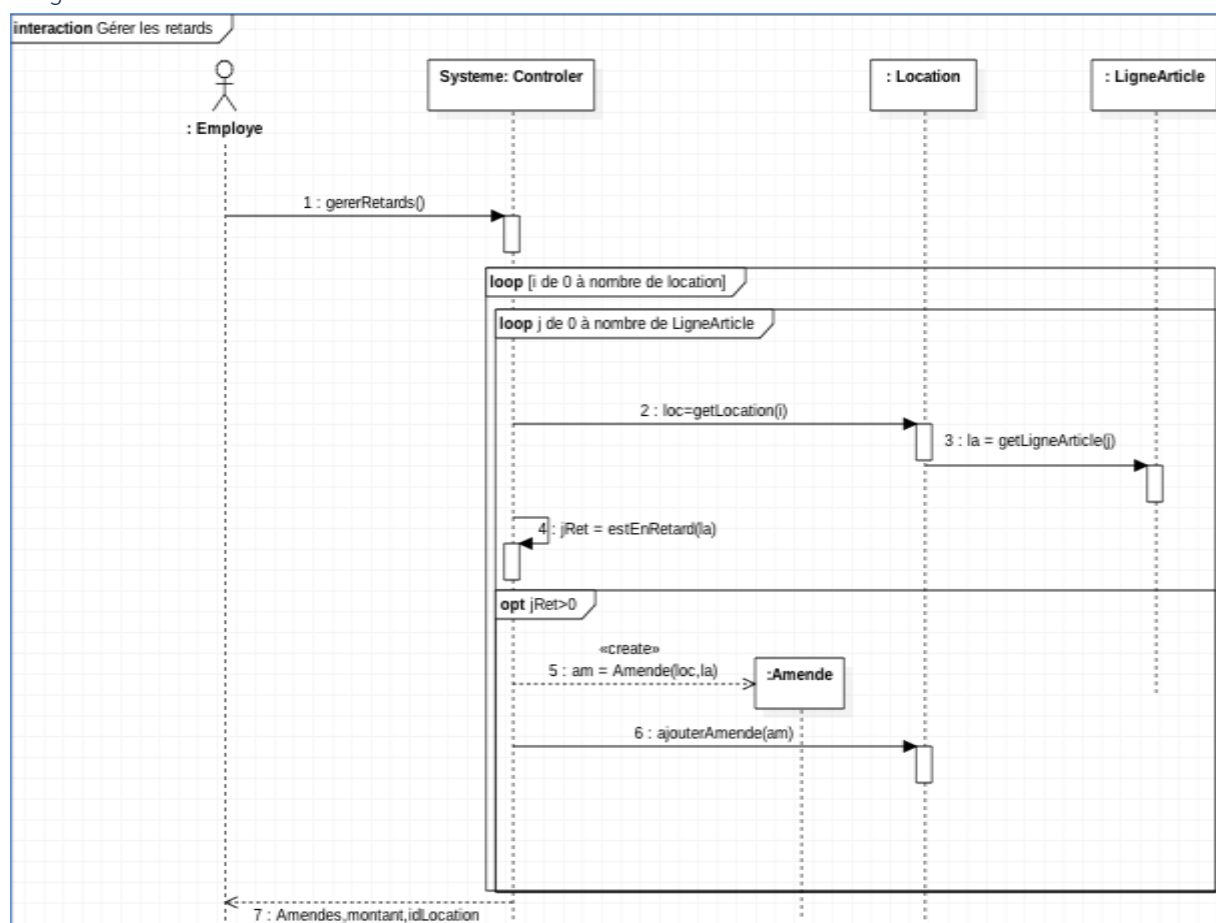 interaction Gérer les retards
Systeme: Controler
: Location
: LigneArticle
: Employe
1 : gererRetards()
loop [i de 0 à nombre de location]
loop j de 0 à nombre de LigneArticle
2 : loc=getLocation(i)
3 : la = getLigneArticle(j)
4 : jRet = estEnRetard(la)
opt jRet>0
«create»
5 : am = Amende(loc,la)
:Amende
6 : ajouterAmende(am)
7 : Amendes,montant,idLocation